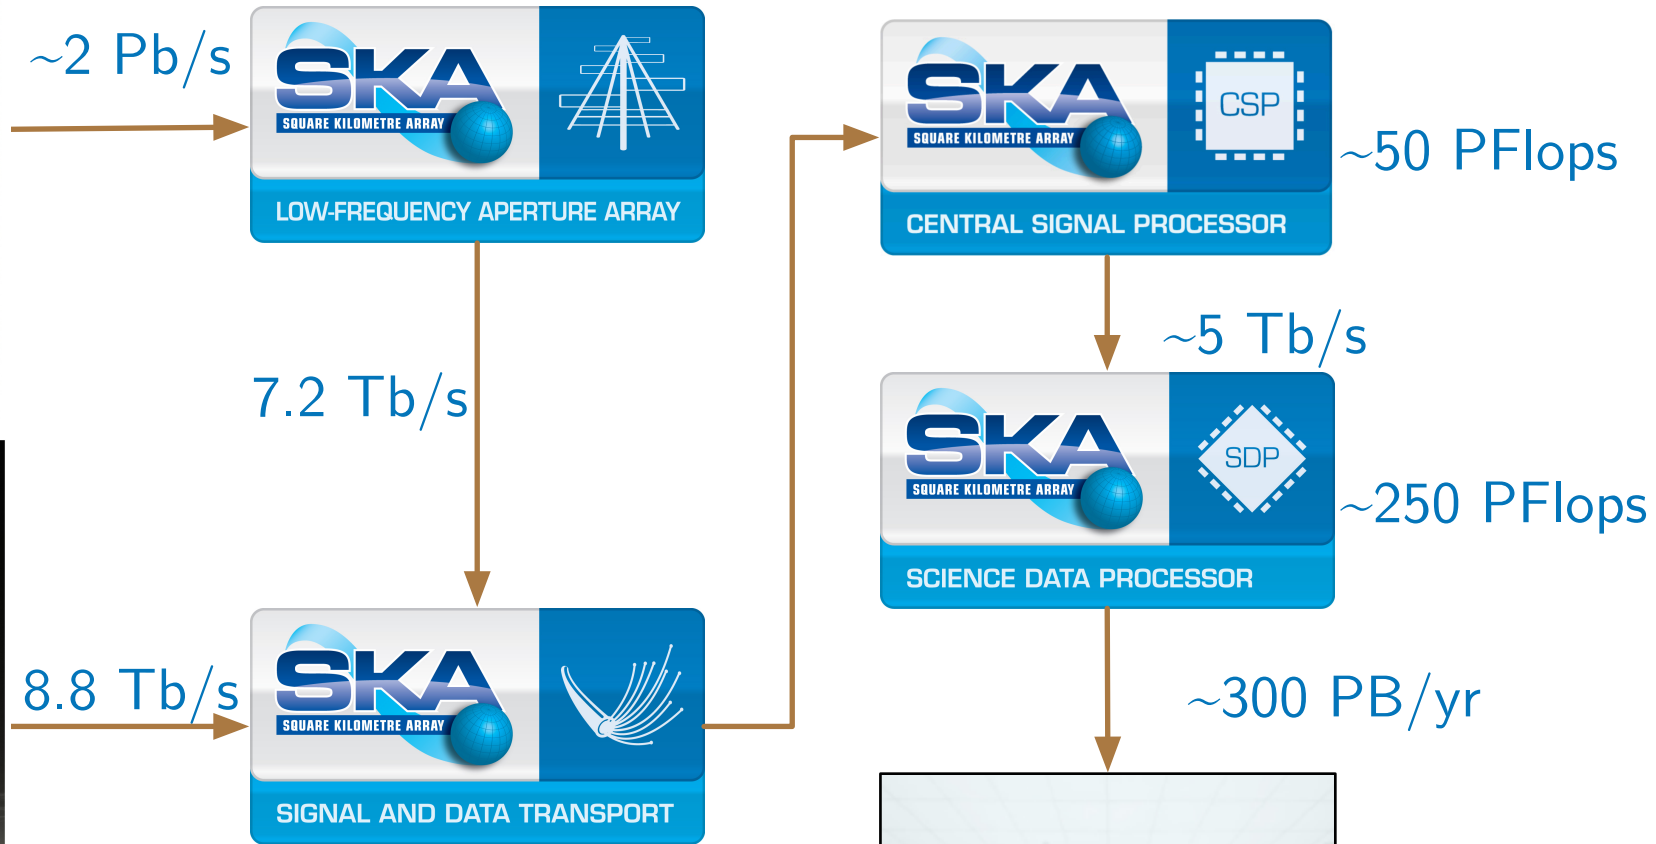 ~2 Pb/s
SKA
SQUARE KILOMETRE ARRAY
LOW-FREQUENCY APERTURE ARRAY
7.2 Tb/s
8.8 Tb/s
SKA
SQUARE KILOMETRE ARRAY
SIGNAL AND DATA TRANSPORT
SKA
SQUARE KILOMETRE ARRAY
CSP
CENTRAL SIGNAL PROCESSOR
~50 PFlops
~5 Tb/s
SKA
SQUARE KILOMETRE ARRAY
SDP
SCIENCE DATA PROCESSOR
~250 PFlops
~300 PB/yr